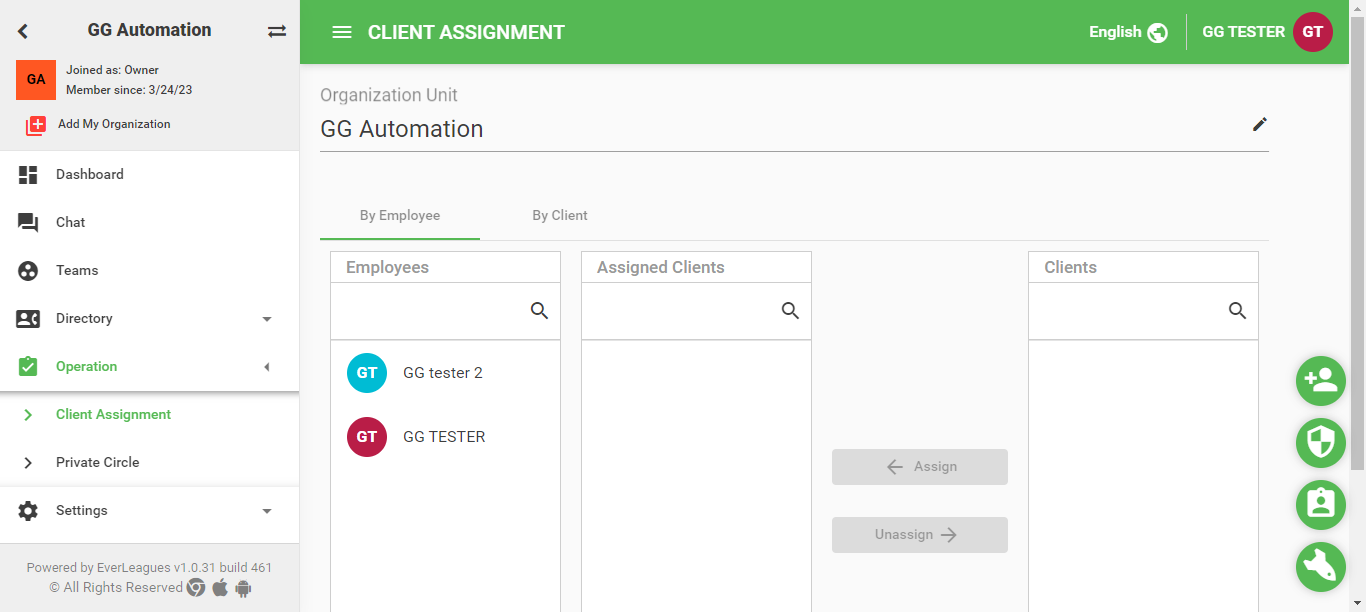 GG Automation
GA
Joined as: Owner
Member since: 3/24/23
Add My Organization
Dashboard
Chat
Teams
Directory
Operation
Client Assignment
Private Circle
Settings
Powered by EverLeagues v1.0.31 build 461
© All Rights Reserved
CLIENT ASSIGNMENT
English
GG TESTER
GT
Organization Unit
GG Automation
By Employee
By Client
Employees
GT GG tester 2
GT GG TESTER
Assigned Clients
Assign
Unassign
Clients